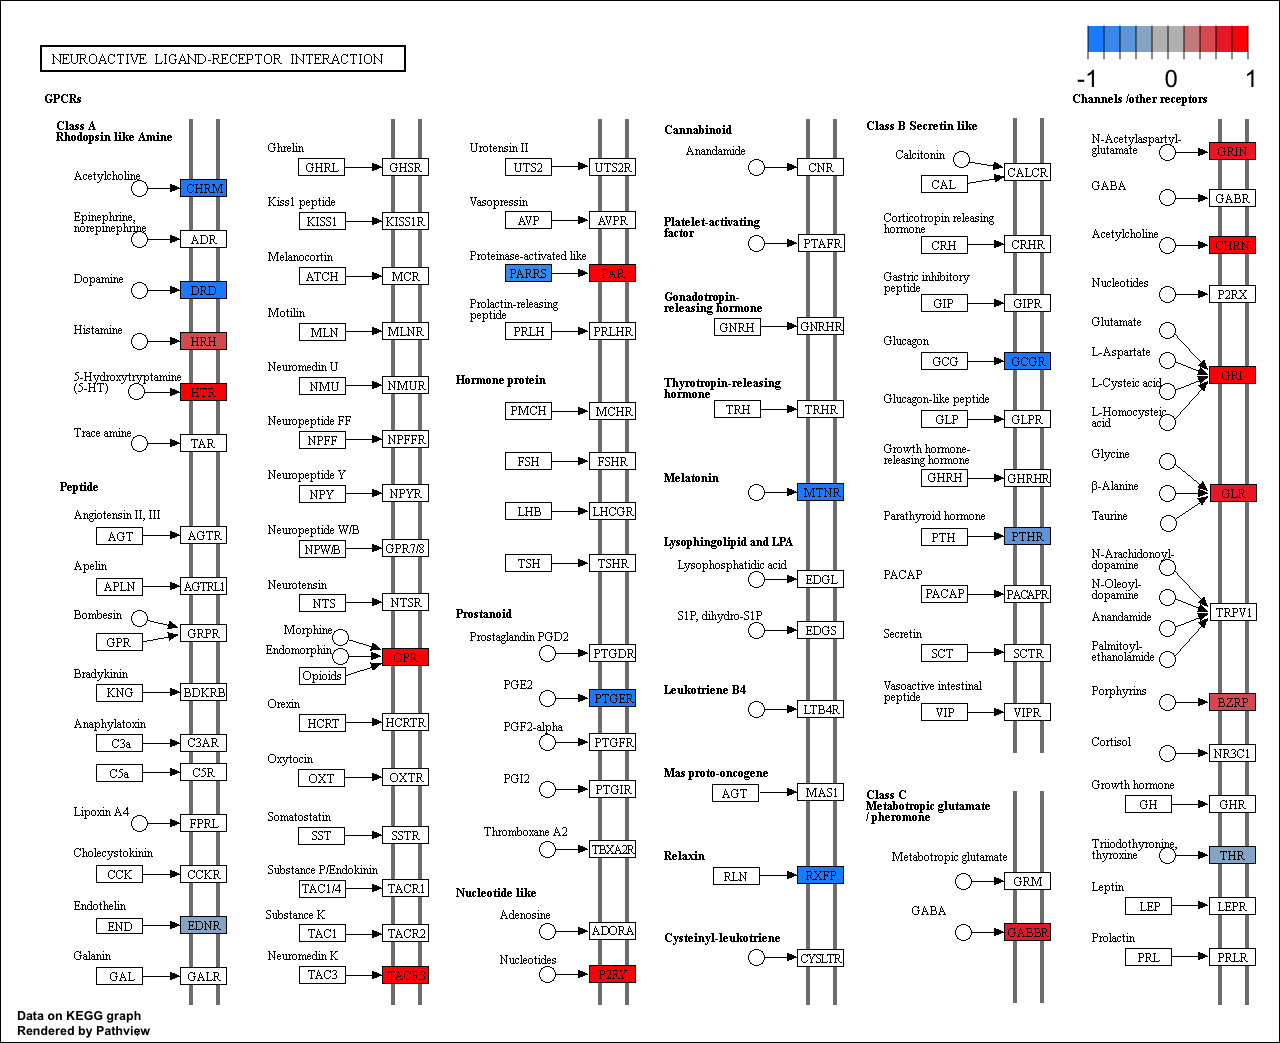 NEUROACTIVE LIGAND-RECEPTOR INTERACTION
-1 0 1
GPCRs
Class A
Rhodopsin like Amine
Acetylcholine
CHRM
Epinephrine,
norepinephrine
ADR
Dopamine
DRD
Histamine
HRH
5-Hydroxytryptamine
(5-HT)
HTR
Trace amine
TAR
Peptide
Angiotensin II, III
AGT AGTR
Apelin
APLN AGTRL1
Bombesin
GPR GRPR
Bradykinin
KNG BDKRB
Anaphylatoxin
C3a C3AR
C5a C5R
Lipoxin A4
FPRL
Cholecystokinin
CCK CCKR
Endothelin
END EDNR
Galanin
GAL GALR
Ghrelin
GHRL GHSR
Kiss1 peptide
KISS1 KISS1R
Melanocortin
ATCH MCR
Motilin
MLN MLNR
Neuromedin U
NMU NMUR
Neuropeptide FF
NPFF NPFFR
Neuropeptide Y
NPY NPYR
Neuropeptide W/B
NPW/B GPR7/8
Neurotensin
NTS NTSR
Morphine
Endomorphin
OPR
Opioids
Orexin
HCRT HCRTR
Oxytocin
OXT OXTR
Somatostatin
SST SSTR
Substance P/Endokinin
TAC1/4 TACR1
Substance K
TAC1 TACR2
Neuromedin K
TAC3 TACR3
Urotensin II
UTS2 UTS2R
Vasopressin
AVP AVPR
Proteinase-activated like
PARRS PAR
Prolactin-releasing
peptide
PRLH PRLHR
Hormone protein
PMCH MCHR
FSH FSHR
LHB LHCGR
TSH TSHR
Prostanoid
Prostaglandin PGD2
PTGDR
PGE2
PTGER
PGF2-alpha
PTGFR
PGI2
PTGIR
Thromboxane A2
TBXA2R
Nucleotide like
Adenosine
ADORA
Nucleotides
P2RY
Cannabinoid
Anandamide
CNR
Platelet-activating
factor
PTAFR
Gonadotropin-
releasing hormone
GNRH GNRHR
Thyrotropin-releasing
hormone
TRH TRHR
Melatonin
MTNR
Lysophingolipid and LPA
Lysophosphatidic acid
EDGL
S1P, dihydro-S1P
EDGS
Leukotriene B4
LTB4R
Mas proto-oncogene
AGT MAS1
Relaxin
RLN RXFP
Cysteinyl-leukotriene
CYSLTR
Class B Secretin like
Calcitonin
CAL CALCR
Corticotropin releasing
hormone
CRH CRHR
Gastric inhibitory
peptide
GIP GIPR
Glucagon
GCG GCGR
Glucagon-like peptide
GLP GLPR
Growth hormone-
releasing hormone
GHRH GHRHR
Parathyroid hormone
PTH PTHR
PACAP
PACAP PACAPR
Secretin
SCT SCTR
Vasoactive intestinal
peptide
VIP VIPR
Class C
Metabotropic glutamate
/ pheromone
Metabotropic glutamate
GRM
GABA
GABBR
Channels /other receptors
N-Acetylaspartyl-
glutamate
GRIN
GABA
GABR
Acetylcholine
CHRN
Nucleotides
P2RX
Glutamate
L-Aspartate
GRI
L-Cysteic acid
L-Homocysteic
acid
Glycine
β-Alanine
GLR
Taurine
N-Arachidonoyl-
dopamine
N-Oleoyl-
dopamine
TRPV1
Anandamide
Palmitoyl-
ethanolamide
Porphyrins
BZRP
Cortisol
NR3C1
Growth hormone
GH GHR
Triiodothyronine,
thyroxine
THR
Leptin
LEP LEPR
Prolactin
PRL PRLR
Data on KEGG graph
Rendered by Pathview